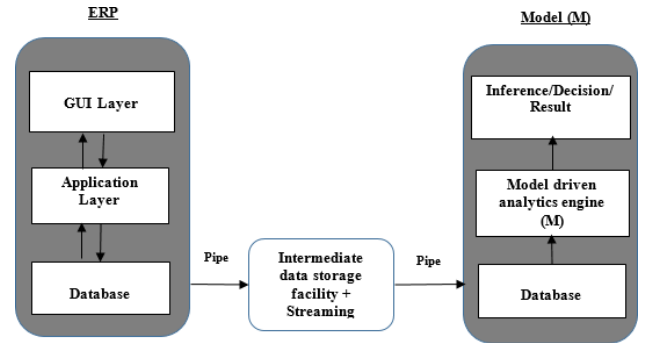 ERP
GUI Layer
Application
Layer
Database
Pipe
Intermediate
data storage
facility +
Streaming
Pipe
Model (M)
Inference/Decision/
Result
Model driven
analytics engine
(M)
Database